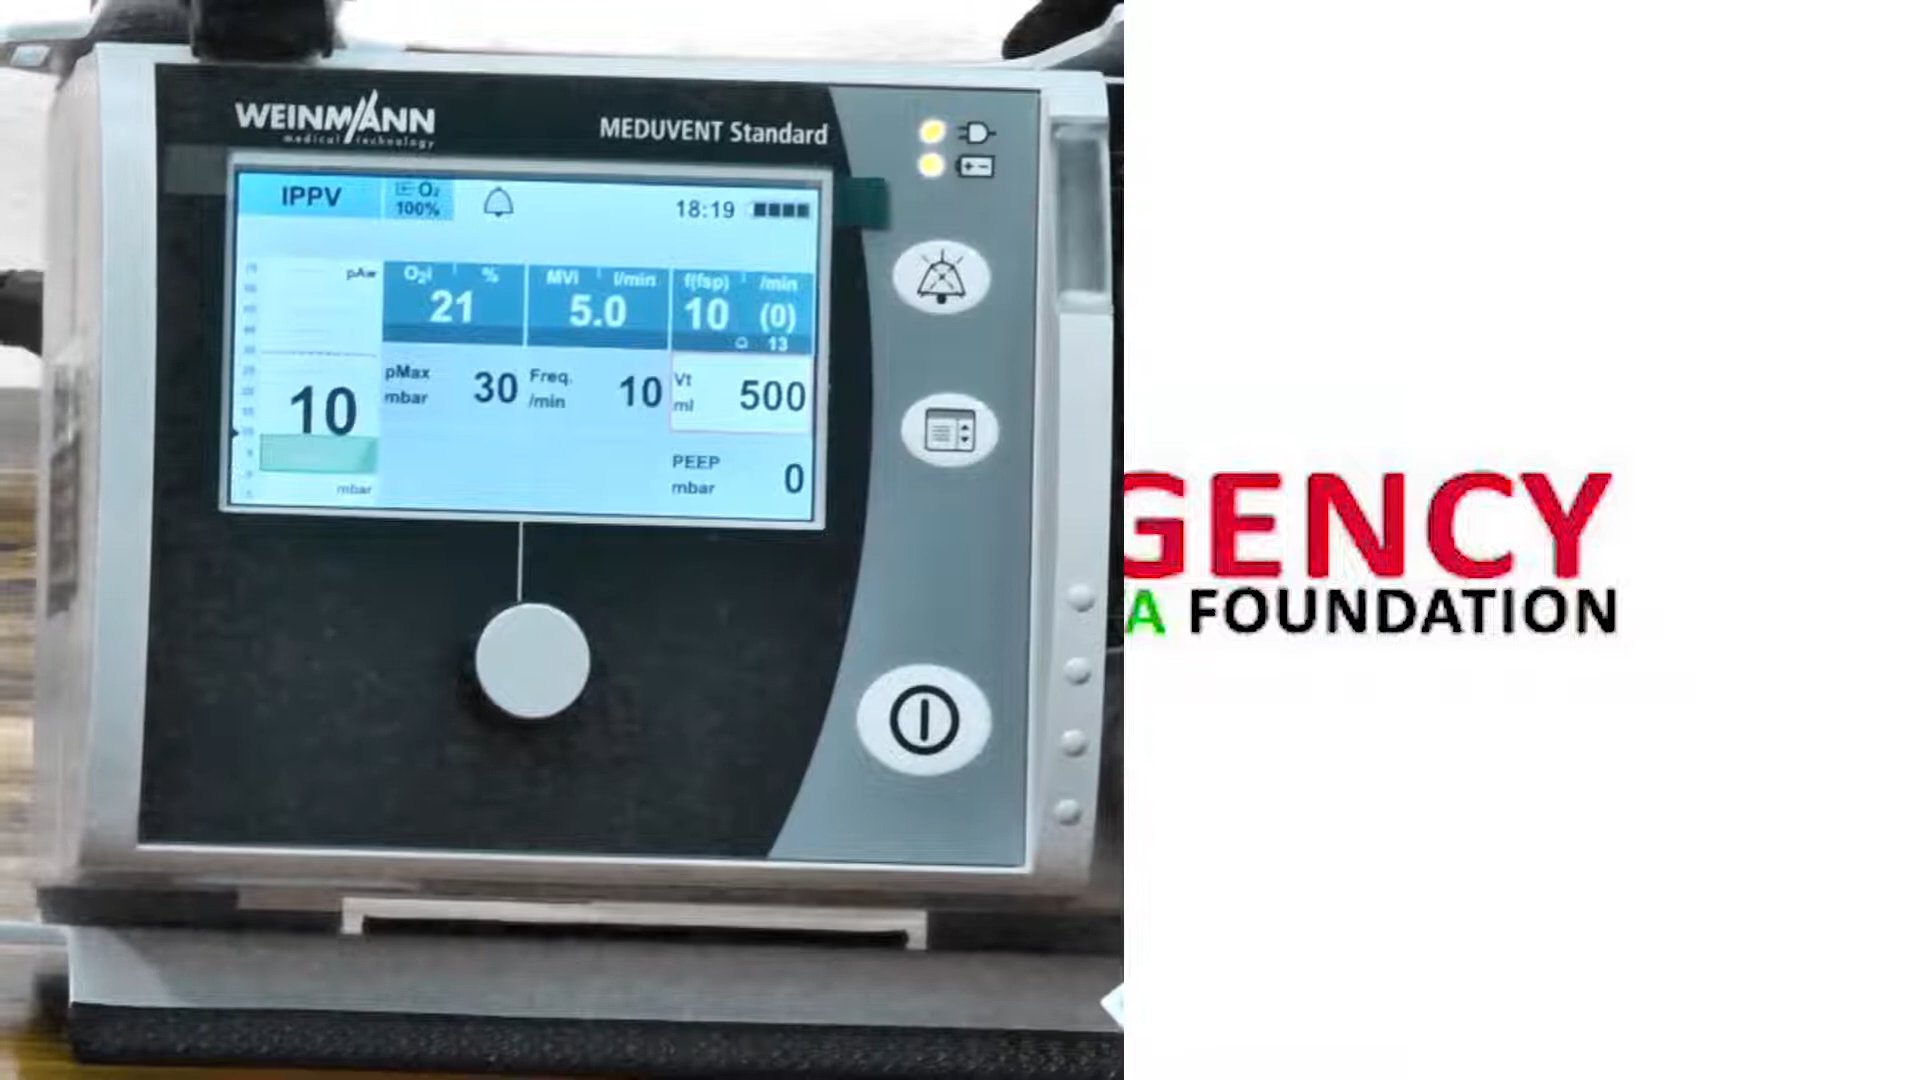 WEINMANN
medical technology
MEDUVENT Standard
IPPV
O₂
100%
18:19
pAw
O₂i %
21
MVi l/min
5.0
f(fsp) /min
10 (0)
13
10
mbar
pMax
mbar
30
Freq.
/min
10
Vt
ml
500
PEEP
mbar
0
GENCY
A FOUNDATION